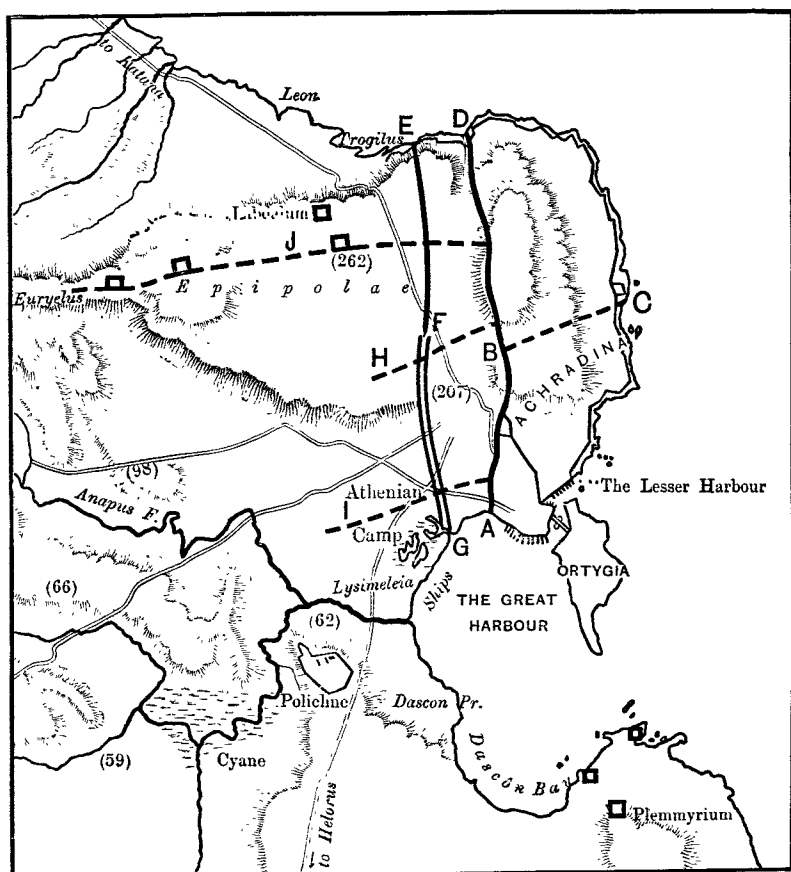 to Katana
Leon
Trogilus
E
D
Labdalum
J
(262)
Euryelus
Epipolae
C
F
H
B
ACHRADINA
(207)
(98)
Anapus F.
I
Athenian
Camp
The Lesser Harbour
A
G
Lysimeleia
Ships
ORTYGIA
THE GREAT
HARBOUR
(66)
(62)
Polichne
Dascon Pr.
Dascon Bay
(59)
Cyane
Plemmyrium
to Helorus